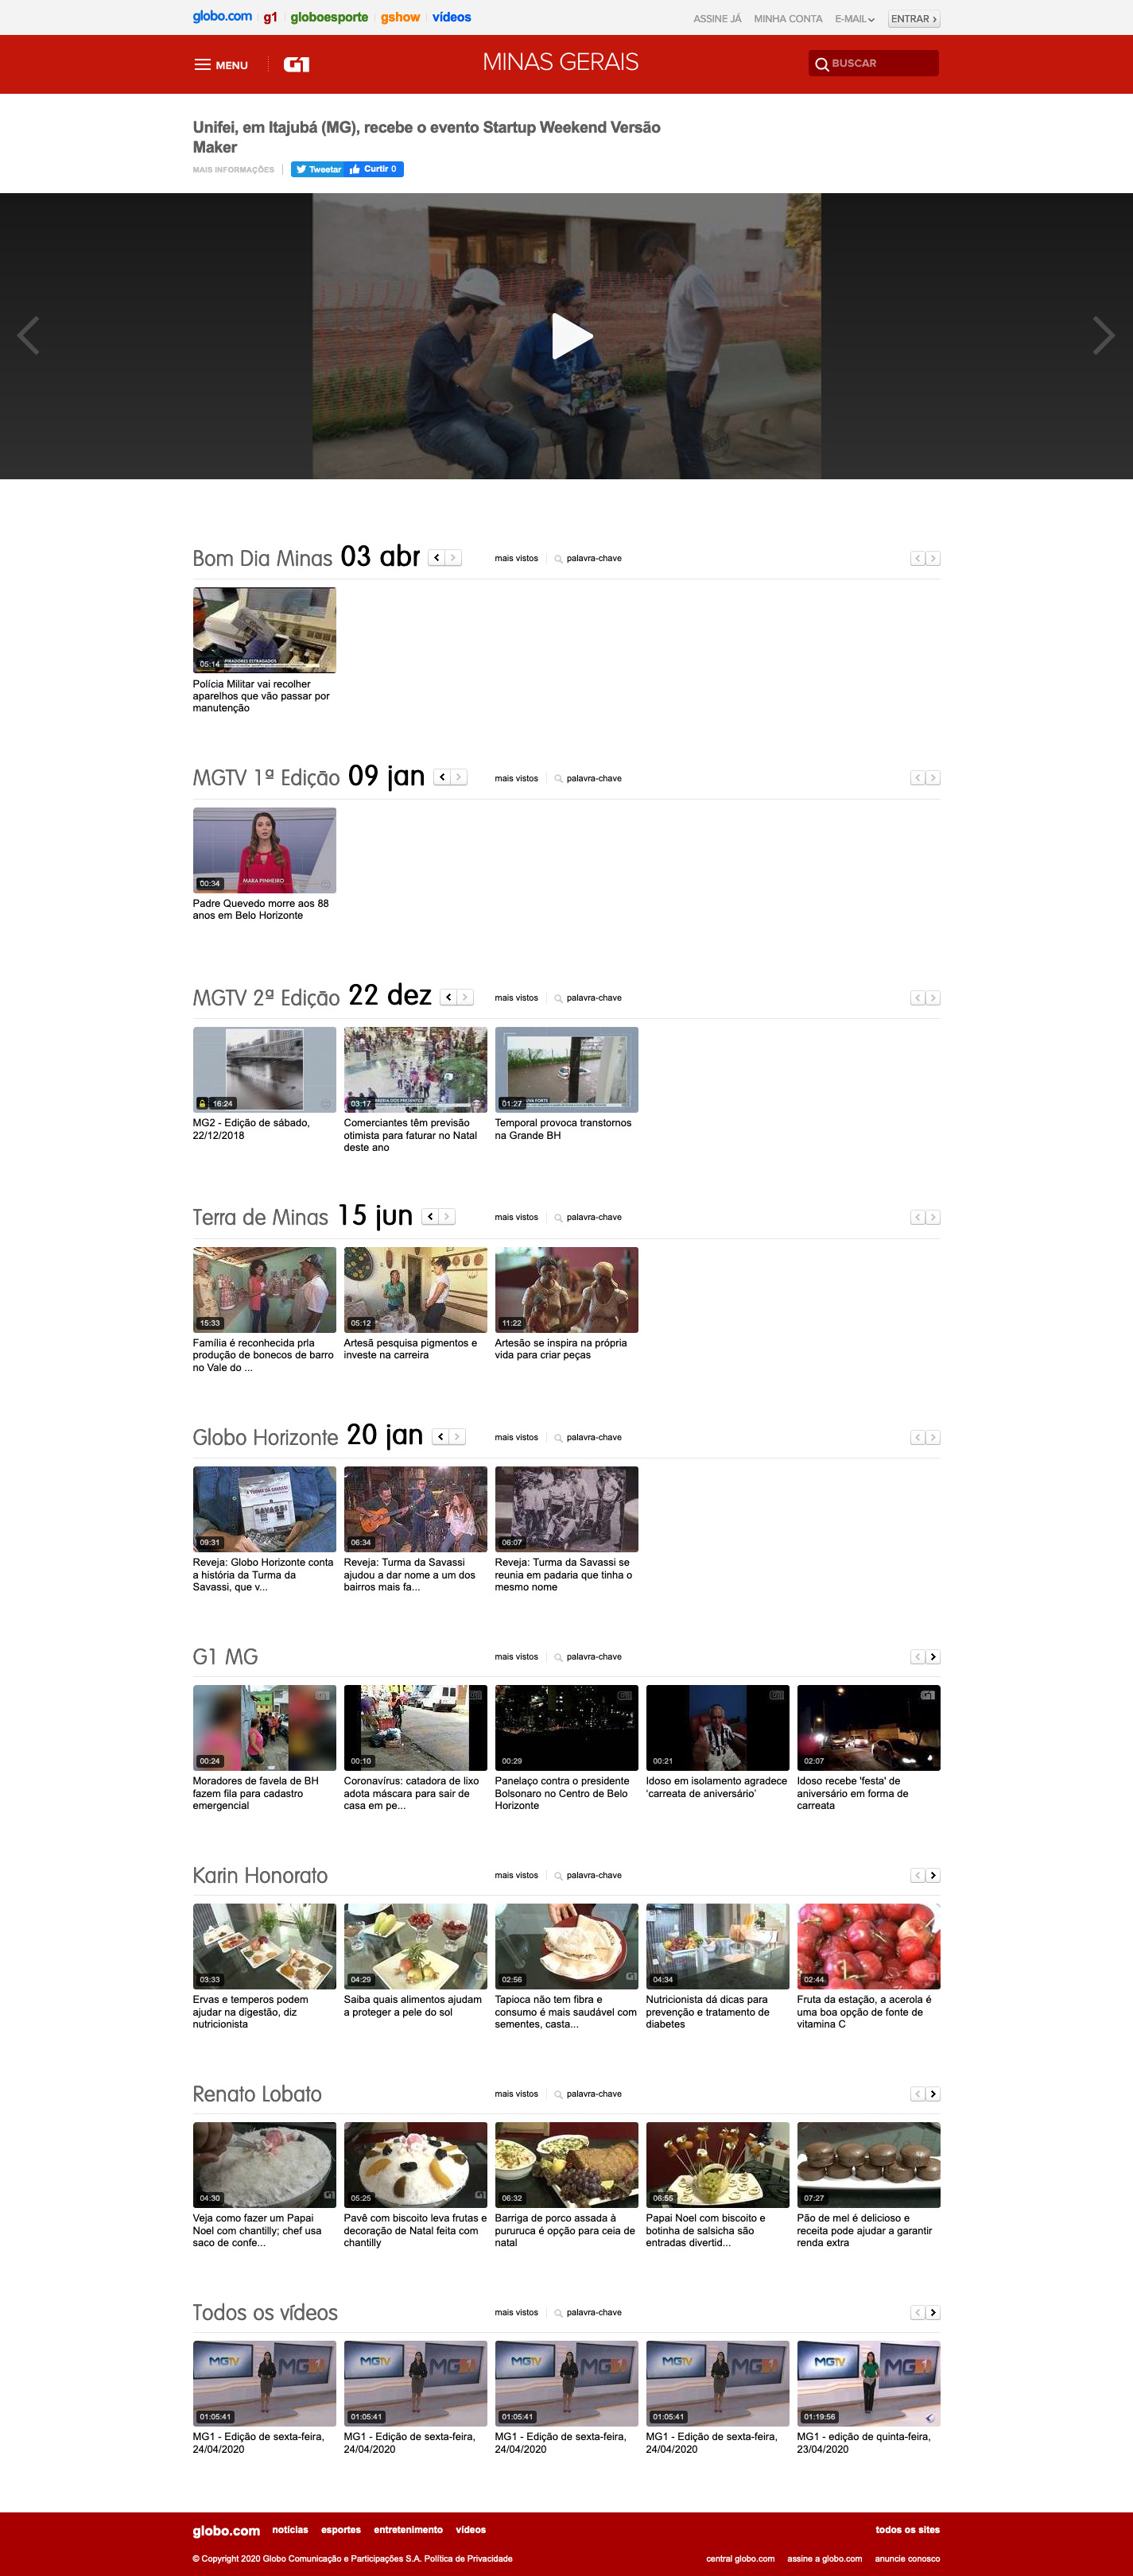 globo.com g1 globoesporte gshow vídeos ASSINE JÁ MINHA CONTA E-MAIL ENTRAR ›
MENU G1 MINAS GERAIS BUSCAR
Unifei, em Itajubá (MG), recebe o evento Startup Weekend Versão
Maker
MAIS INFORMAÇÕES Tweetar Curtir 0
Bom Dia Minas 03 abr mais vistos palavra-chave
05:14
Polícia Militar vai recolher
aparelhos que vão passar por
manutenção
MGTV 1ª Edição 09 jan mais vistos palavra-chave
MARA PINHEIRO
00:34
Padre Quevedo morre aos 88
anos em Belo Horizonte
MGTV 2ª Edição 22 dez mais vistos palavra-chave
16:24
MG2 - Edição de sábado,
22/12/2018
03:17
Comerciantes têm previsão
otimista para faturar no Natal
deste ano
01:27
Temporal provoca transtornos
na Grande BH
Terra de Minas 15 jun mais vistos palavra-chave
15:33
Família é reconhecida prla
produção de bonecos de barro
no Vale do ...
05:12
Artesã pesquisa pigmentos e
investe na carreira
11:22
Artesão se inspira na própria
vida para criar peças
Globo Horizonte 20 jan mais vistos palavra-chave
SAVASSI
09:31
Reveja: Globo Horizonte conta
a história da Turma da
Savassi, que v...
06:34
Reveja: Turma da Savassi
ajudou a dar nome a um dos
bairros mais fa...
06:07
Reveja: Turma da Savassi se
reunia em padaria que tinha o
mesmo nome
G1 MG mais vistos palavra-chave
G1
00:24
Moradores de favela de BH
fazem fila para cadastro
emergencial
G1
00:10
Coronavírus: catadora de lixo
adota máscara para sair de
casa em pe...
G1
00:29
Panelaço contra o presidente
Bolsonaro no Centro de Belo
Horizonte
G1
00:21
Idoso em isolamento agradece
'carreata de aniversário'
G1
02:07
Idoso recebe 'festa' de
aniversário em forma de
carreata
Karin Honorato mais vistos palavra-chave
03:33
Ervas e temperos podem
ajudar na digestão, diz
nutricionista
04:29
Saiba quais alimentos ajudam
a proteger a pele do sol
02:56
Tapioca não tem fibra e
consumo é mais saudável com
sementes, casta...
04:34
Nutricionista dá dicas para
prevenção e tratamento de
diabetes
02:44
Fruta da estação, a acerola é
uma boa opção de fonte de
vitamina C
Renato Lobato mais vistos palavra-chave
04:30
Veja como fazer um Papai
Noel com chantilly; chef usa
saco de confe...
05:25
Pavê com biscoito leva frutas e
decoração de Natal feita com
chantilly
06:32
Barriga de porco assada à
pururuca é opção para ceia de
natal
06:55
Papai Noel com biscoito e
botinha de salsicha são
entradas divertid...
07:27
Pão de mel é delicioso e
receita pode ajudar a garantir
renda extra
Todos os vídeos mais vistos palavra-chave
MGTV MG1
01:05:41
MG1 - Edição de sexta-feira,
24/04/2020
MGTV MG1
01:05:41
MG1 - Edição de sexta-feira,
24/04/2020
MGTV MG1
01:05:41
MG1 - Edição de sexta-feira,
24/04/2020
MGTV MG1
01:05:41
MG1 - Edição de sexta-feira,
24/04/2020
MGTV
01:19:56
MG1 - edição de quinta-feira,
23/04/2020
globo.com notícias esportes entretenimento vídeos todos os sites
© Copyright 2020 Globo Comunicação e Participações S.A. Política de Privacidade central globo.com assine a globo.com anuncie conosco